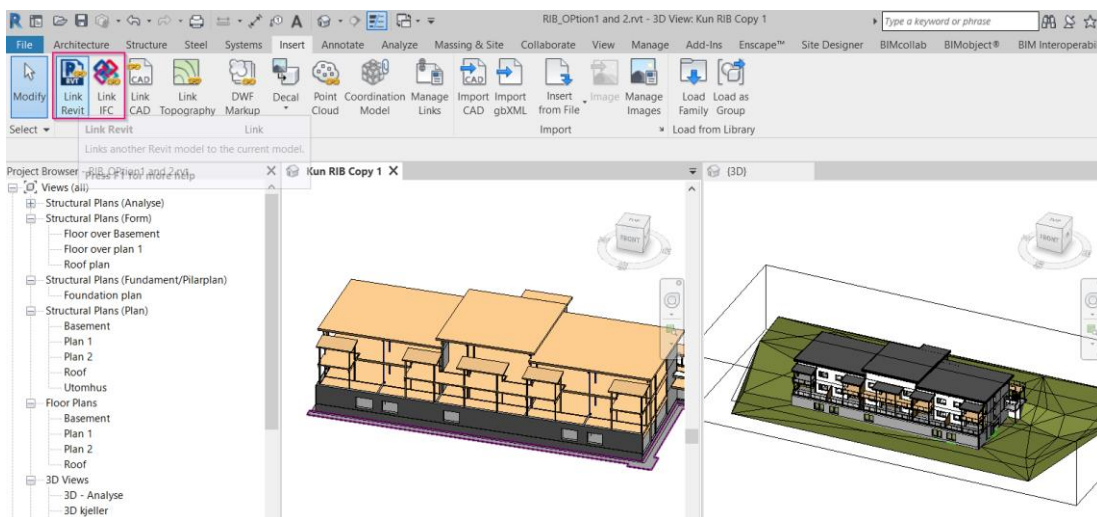 RIB_OPtion1 and 2.rvt - 3D View: Kun RIB Copy 1
Type a keyword or phrase
File Architecture Structure Steel Systems Insert Annotate Analyze Massing & Site Collaborate View Manage Add-Ins Enscape™ Site Designer BIMcollab BIMobject® BIM Interoperabi
Modify Link Revit Link IFC Link CAD Link Topography DWF Markup Decal Point Cloud Coordination Model Manage Links Import CAD Import gbXML Insert from File Image Manage Images Load Family Load as Group
Select Link Import Load from Library
Link Revit
Links another Revit model to the current model.
Press F1 for more help
Project Browser - RIB_OPtion1 and 2.rvt
Kun RIB Copy 1
{3D}
Views (all)
Structural Plans (Analyse)
Structural Plans (Form)
Floor over Basement
Floor over plan 1
Roof plan
Structural Plans (Fundament/Pilarplan)
Foundation plan
Structural Plans (Plan)
Basement
Plan 1
Plan 2
Roof
Utomhus
Floor Plans
Basement
Plan 1
Plan 2
Roof
3D Views
3D - Analyse
3D kjeller
FRONT
FRONT